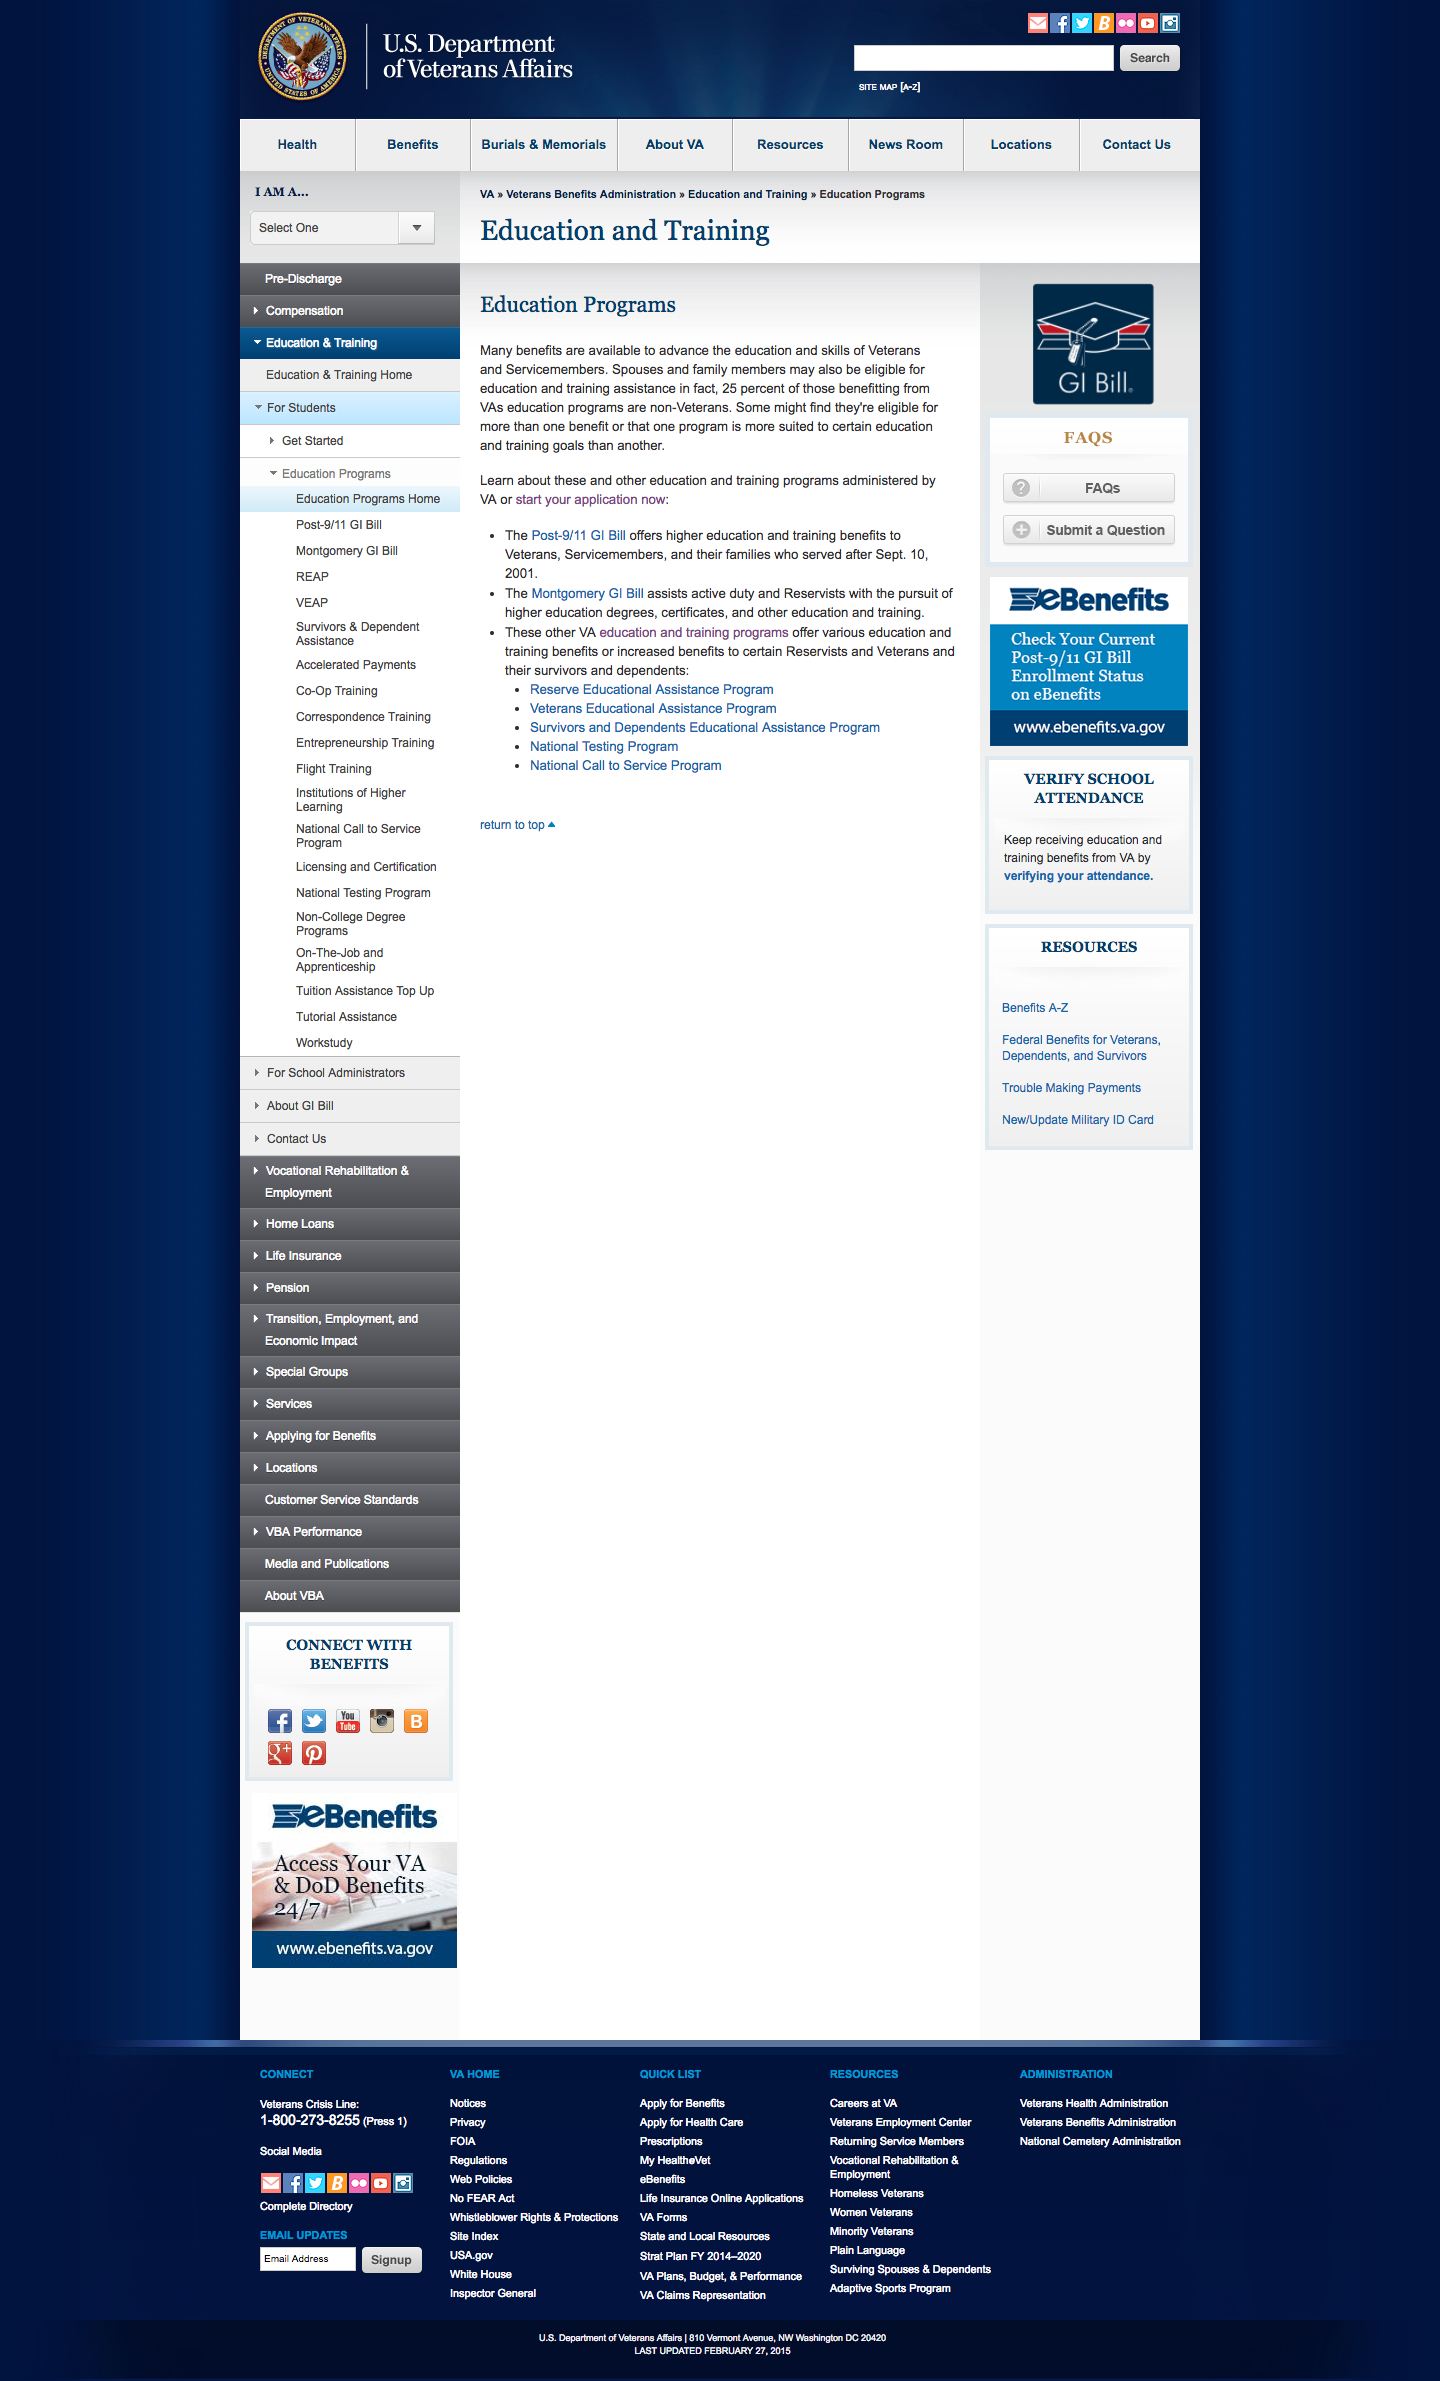 U.S. Department
of Veterans Affairs
Search
SITE MAP [A-Z]
Health
Benefits
Burials & Memorials
About VA
Resources
News Room
Locations
Contact Us
I AM A...
Select One
VA » Veterans Benefits Administration » Education and Training » Education Programs
Education and Training
Pre-Discharge
Compensation
Education & Training
Education & Training Home
For Students
Get Started
Education Programs
Education Programs Home
Post-9/11 GI Bill
Montgomery GI Bill
REAP
VEAP
Survivors & Dependent
Assistance
Accelerated Payments
Co-Op Training
Correspondence Training
Entrepreneurship Training
Flight Training
Institutions of Higher
Learning
National Call to Service
Program
Licensing and Certification
National Testing Program
Non-College Degree
Programs
On-The-Job and
Apprenticeship
Tuition Assistance Top Up
Tutorial Assistance
Workstudy
For School Administrators
About GI Bill
Contact Us
Vocational Rehabilitation &
Employment
Home Loans
Life Insurance
Pension
Transition, Employment, and
Economic Impact
Special Groups
Services
Applying for Benefits
Locations
Customer Service Standards
VBA Performance
Media and Publications
About VBA
CONNECT WITH
BENEFITS
You
Tube
B
g+
eBenefits
Access Your VA
& DoD Benefits
24/7
www.ebenefits.va.gov
Education Programs
Many benefits are available to advance the education and skills of Veterans
and Servicemembers. Spouses and family members may also be eligible for
education and training assistance in fact, 25 percent of those benefitting from
VAs education programs are non-Veterans. Some might find they're eligible for
more than one benefit or that one program is more suited to certain education
and training goals than another.
Learn about these and other education and training programs administered by
VA or start your application now:
The Post-9/11 GI Bill offers higher education and training benefits to
Veterans, Servicemembers, and their families who served after Sept. 10,
2001.
The Montgomery GI Bill assists active duty and Reservists with the pursuit of
higher education degrees, certificates, and other education and training.
These other VA education and training programs offer various education and
training benefits or increased benefits to certain Reservists and Veterans and
their survivors and dependents:
Reserve Educational Assistance Program
Veterans Educational Assistance Program
Survivors and Dependents Educational Assistance Program
National Testing Program
National Call to Service Program
return to top
GI Bill®
FAQS
FAQs
Submit a Question
eBenefits
Check Your Current
Post-9/11 GI Bill
Enrollment Status
on eBenefits
www.ebenefits.va.gov
VERIFY SCHOOL
ATTENDANCE
Keep receiving education and
training benefits from VA by
verifying your attendance.
RESOURCES
Benefits A-Z
Federal Benefits for Veterans,
Dependents, and Survivors
Trouble Making Payments
New/Update Military ID Card
CONNECT
Veterans Crisis Line:
1-800-273-8255 (Press 1)
Social Media
Complete Directory
EMAIL UPDATES
Email Address
Signup
VA HOME
Notices
Privacy
FOIA
Regulations
Web Policies
No FEAR Act
Whistleblower Rights & Protections
Site Index
USA.gov
White House
Inspector General
QUICK LIST
Apply for Benefits
Apply for Health Care
Prescriptions
My HealtheVet
eBenefits
Life Insurance Online Applications
VA Forms
State and Local Resources
Strat Plan FY 2014–2020
VA Plans, Budget, & Performance
VA Claims Representation
RESOURCES
Careers at VA
Veterans Employment Center
Returning Service Members
Vocational Rehabilitation &
Employment
Homeless Veterans
Women Veterans
Minority Veterans
Plain Language
Surviving Spouses & Dependents
Adaptive Sports Program
ADMINISTRATION
Veterans Health Administration
Veterans Benefits Administration
National Cemetery Administration
U.S. Department of Veterans Affairs | 810 Vermont Avenue, NW Washington DC 20420
LAST UPDATED FEBRUARY 27, 2015